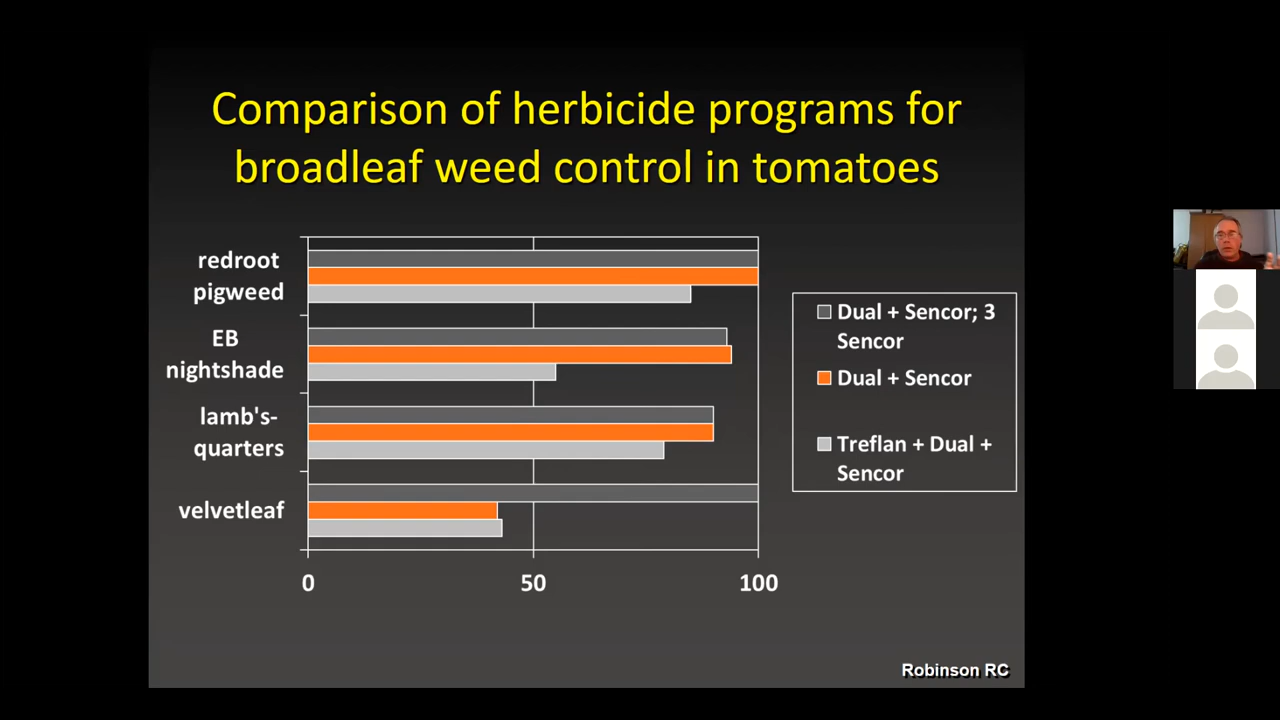 Comparison of herbicide programs for
broadleaf weed control in tomatoes
redroot
pigweed
EB
nightshade
lamb's-
quarters
velvetleaf
0 50 100
Dual + Sencor; 3
Sencor
Dual + Sencor
Treflan + Dual +
Sencor
Robinson RC